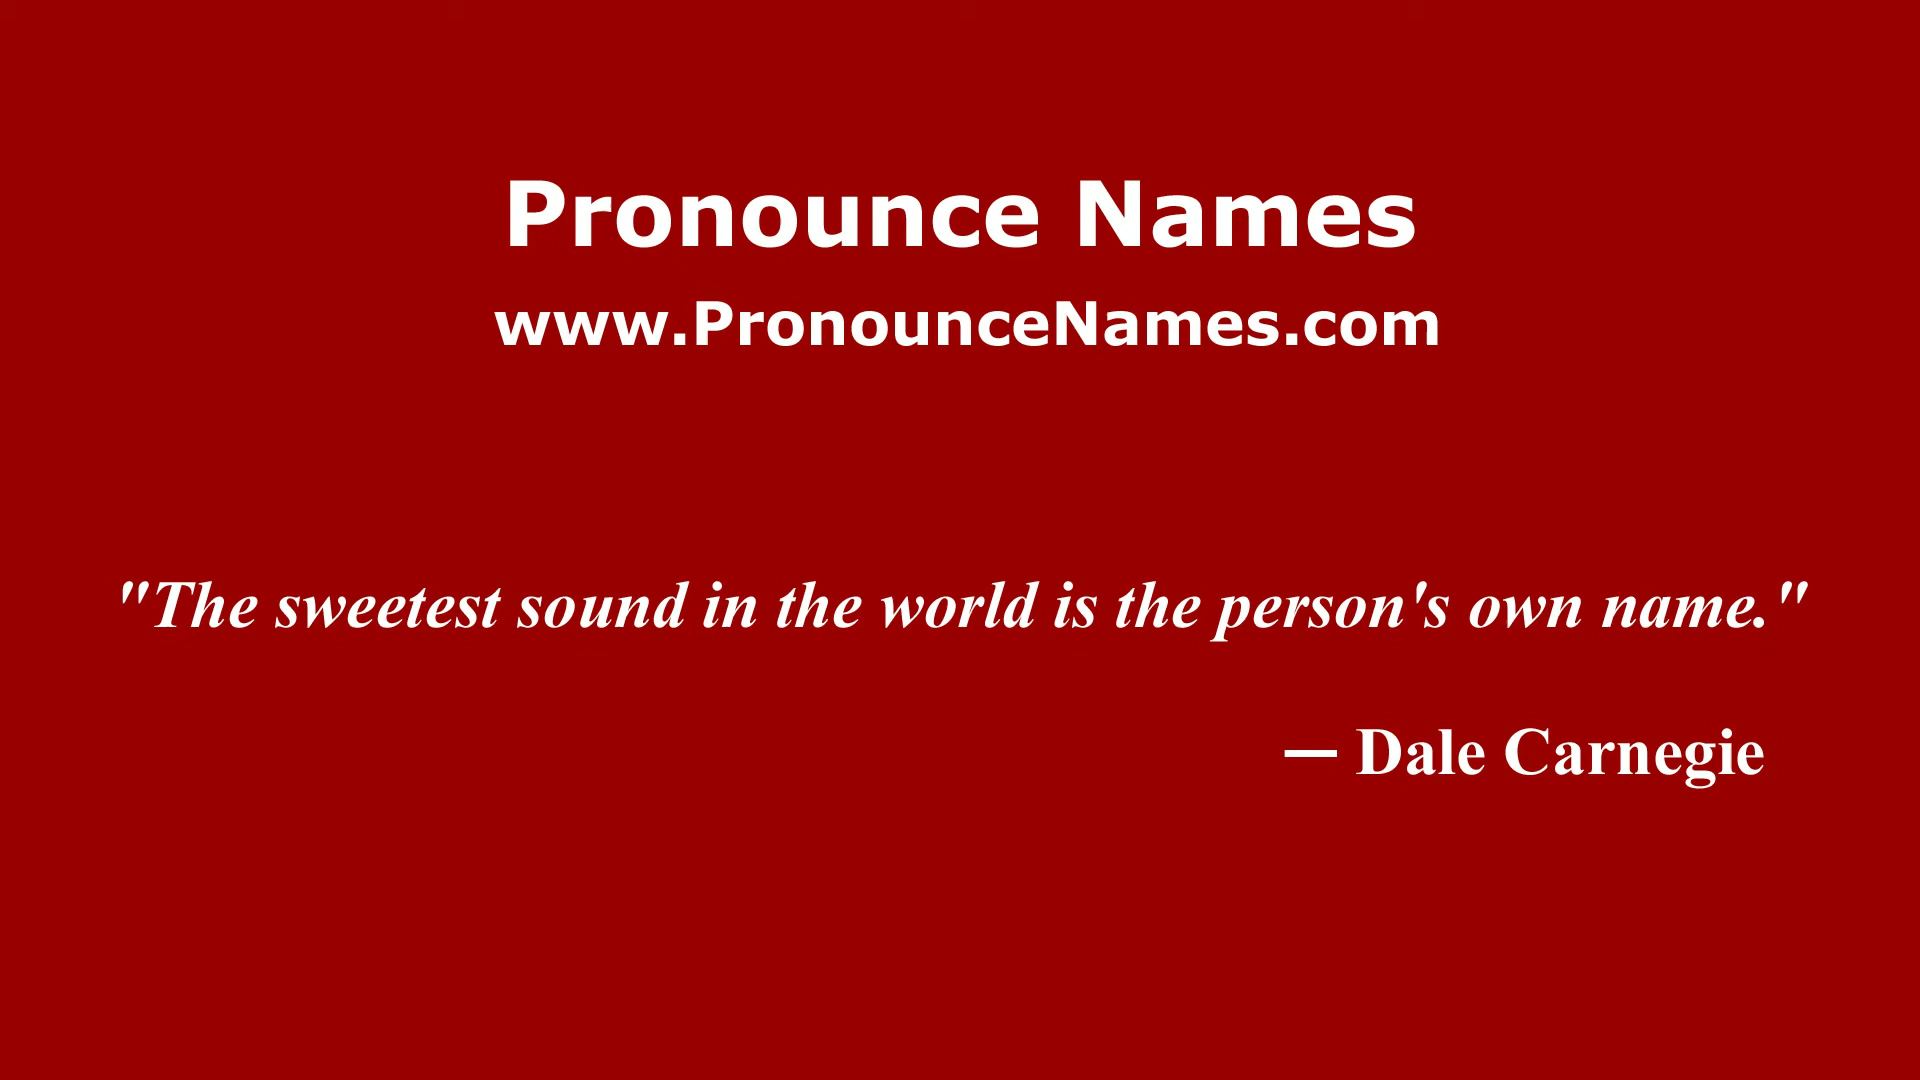 Pronounce Names
www.PronounceNames.com
"The sweetest sound in the world is the person's own name."
— Dale Carnegie